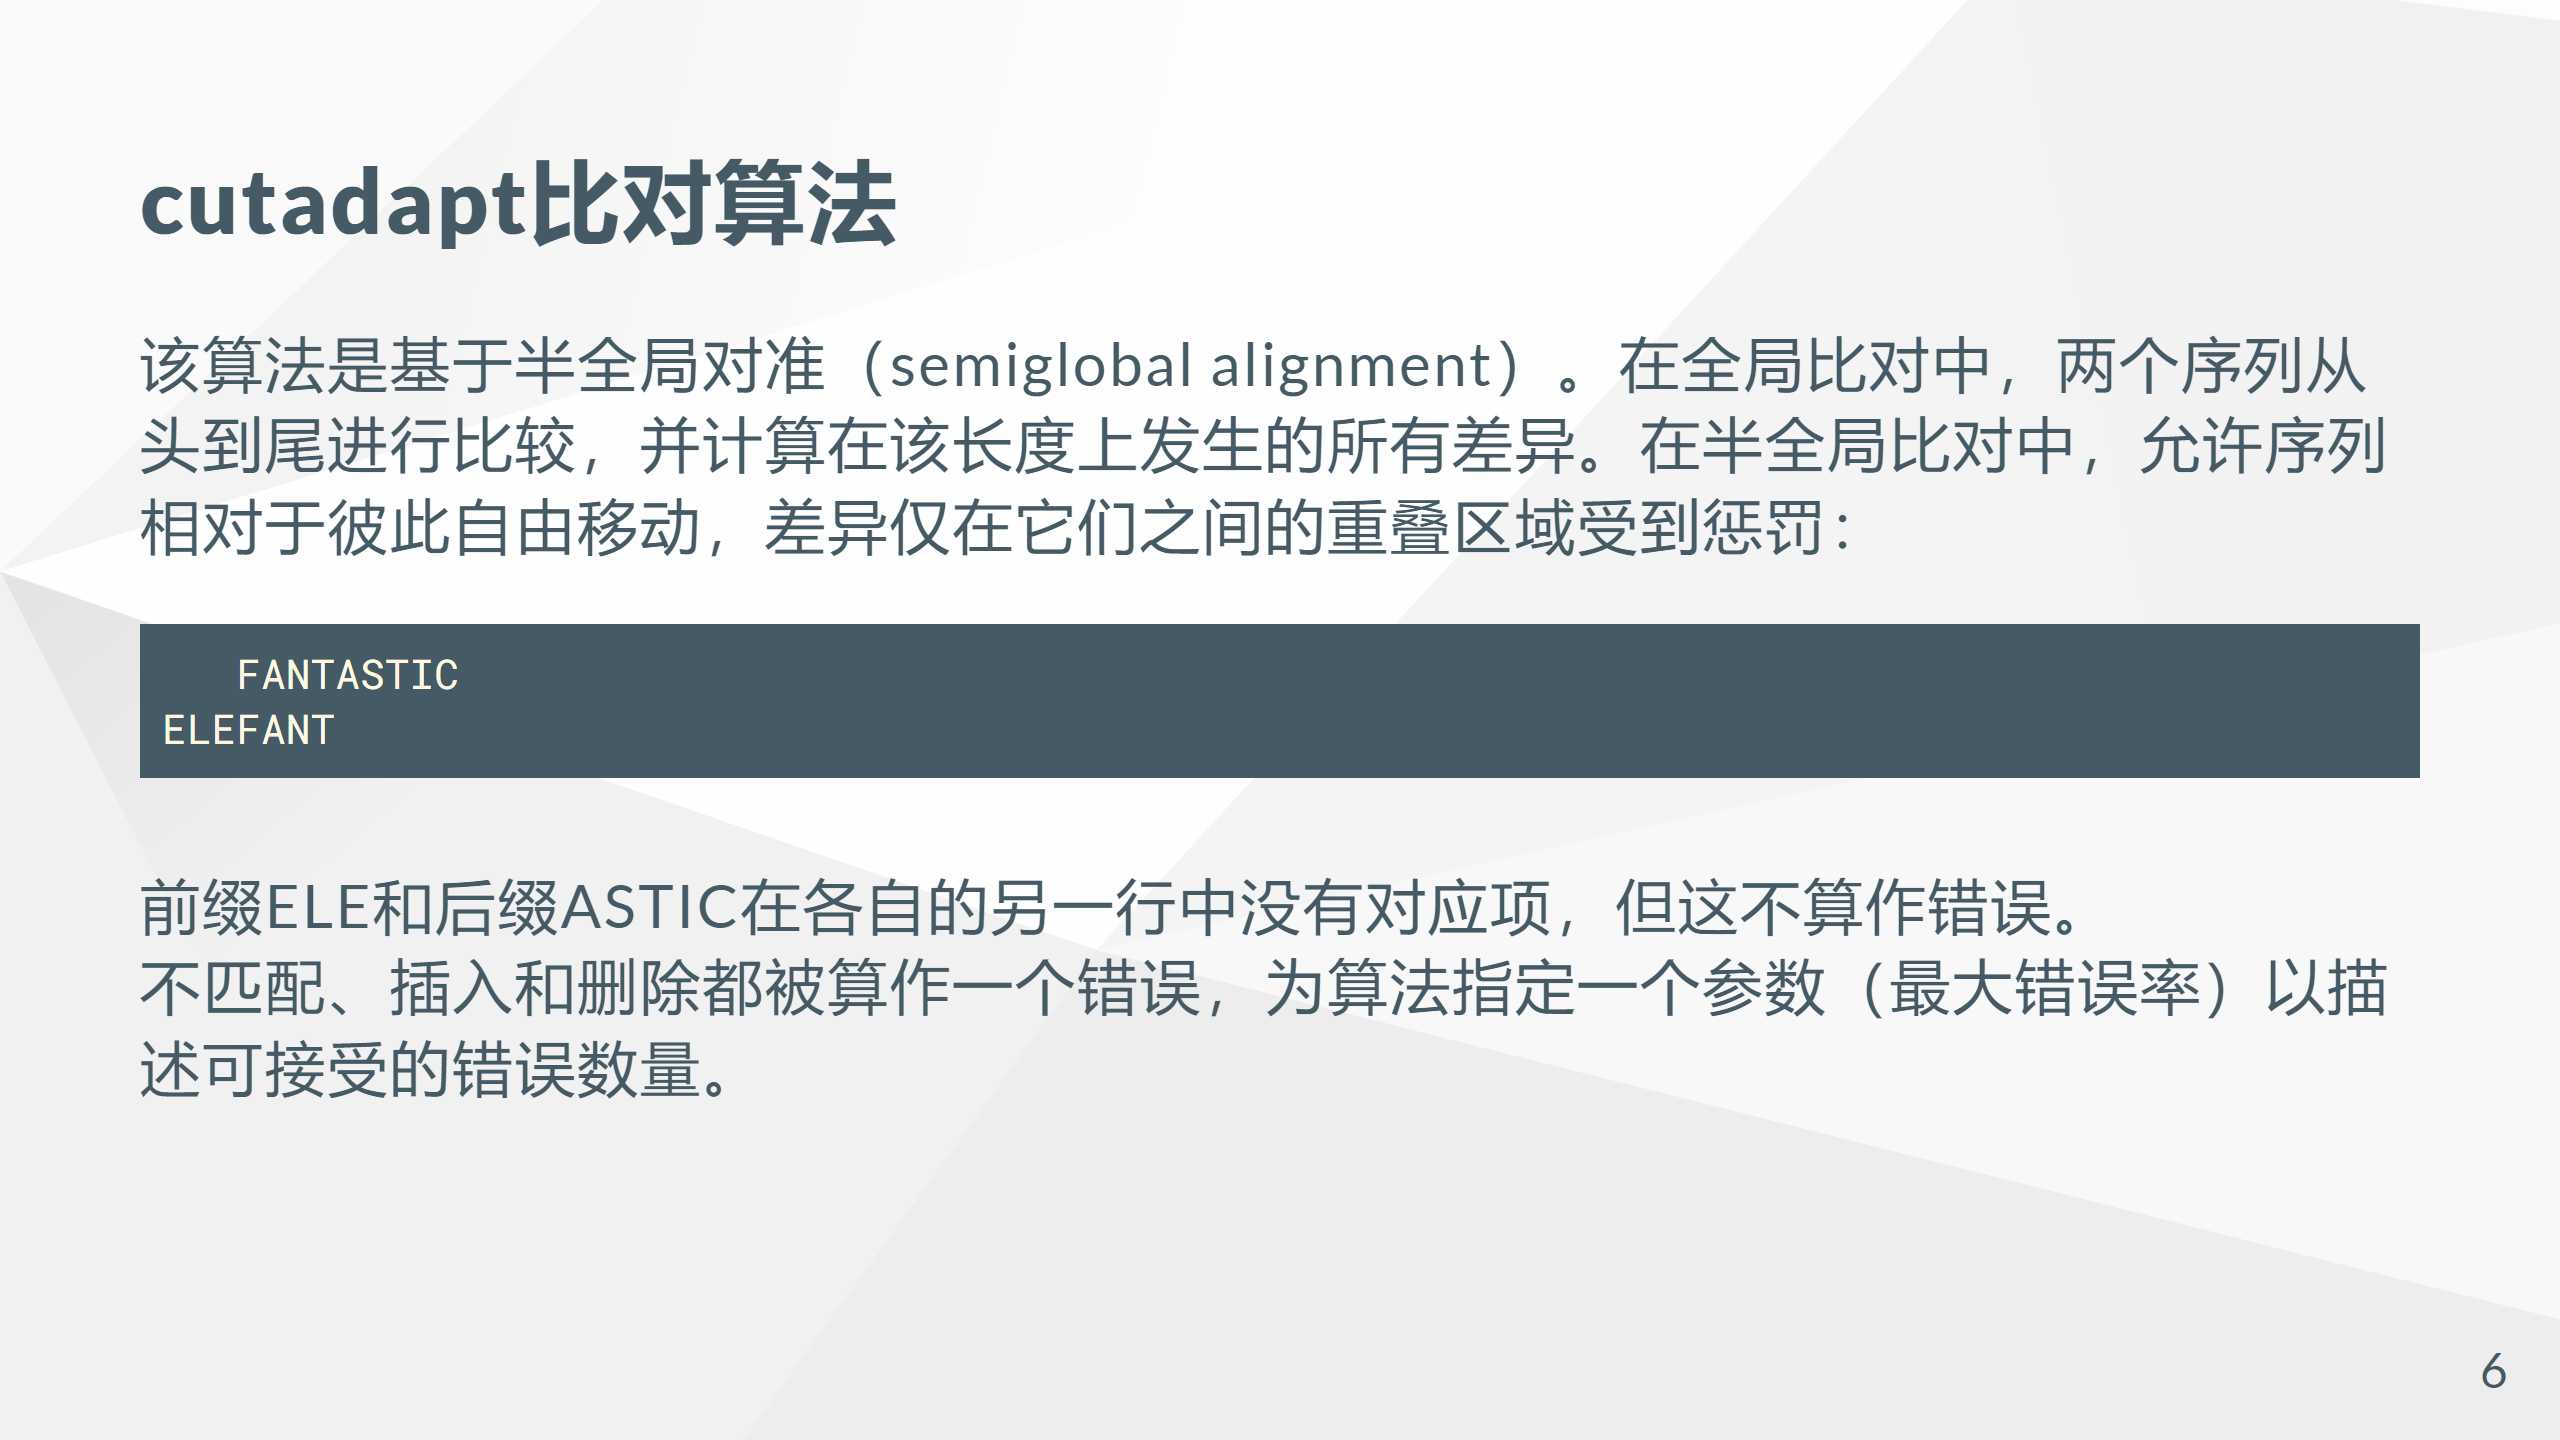 cutadapt比对算法
该算法是基于半全局对准（semiglobal alignment）。在全局比对中，两个序列从
头到尾进行比较，并计算在该长度上发生的所有差异。在半全局比对中，允许序列
相对于彼此自由移动，差异仅在它们之间的重叠区域受到惩罚：
   FANTASTIC
ELEFANT
前缀ELE和后缀ASTIC在各自的另一行中没有对应项，但这不算作错误。
不匹配、插入和删除都被算作一个错误，为算法指定一个参数（最大错误率）以描
述可接受的错误数量。
6